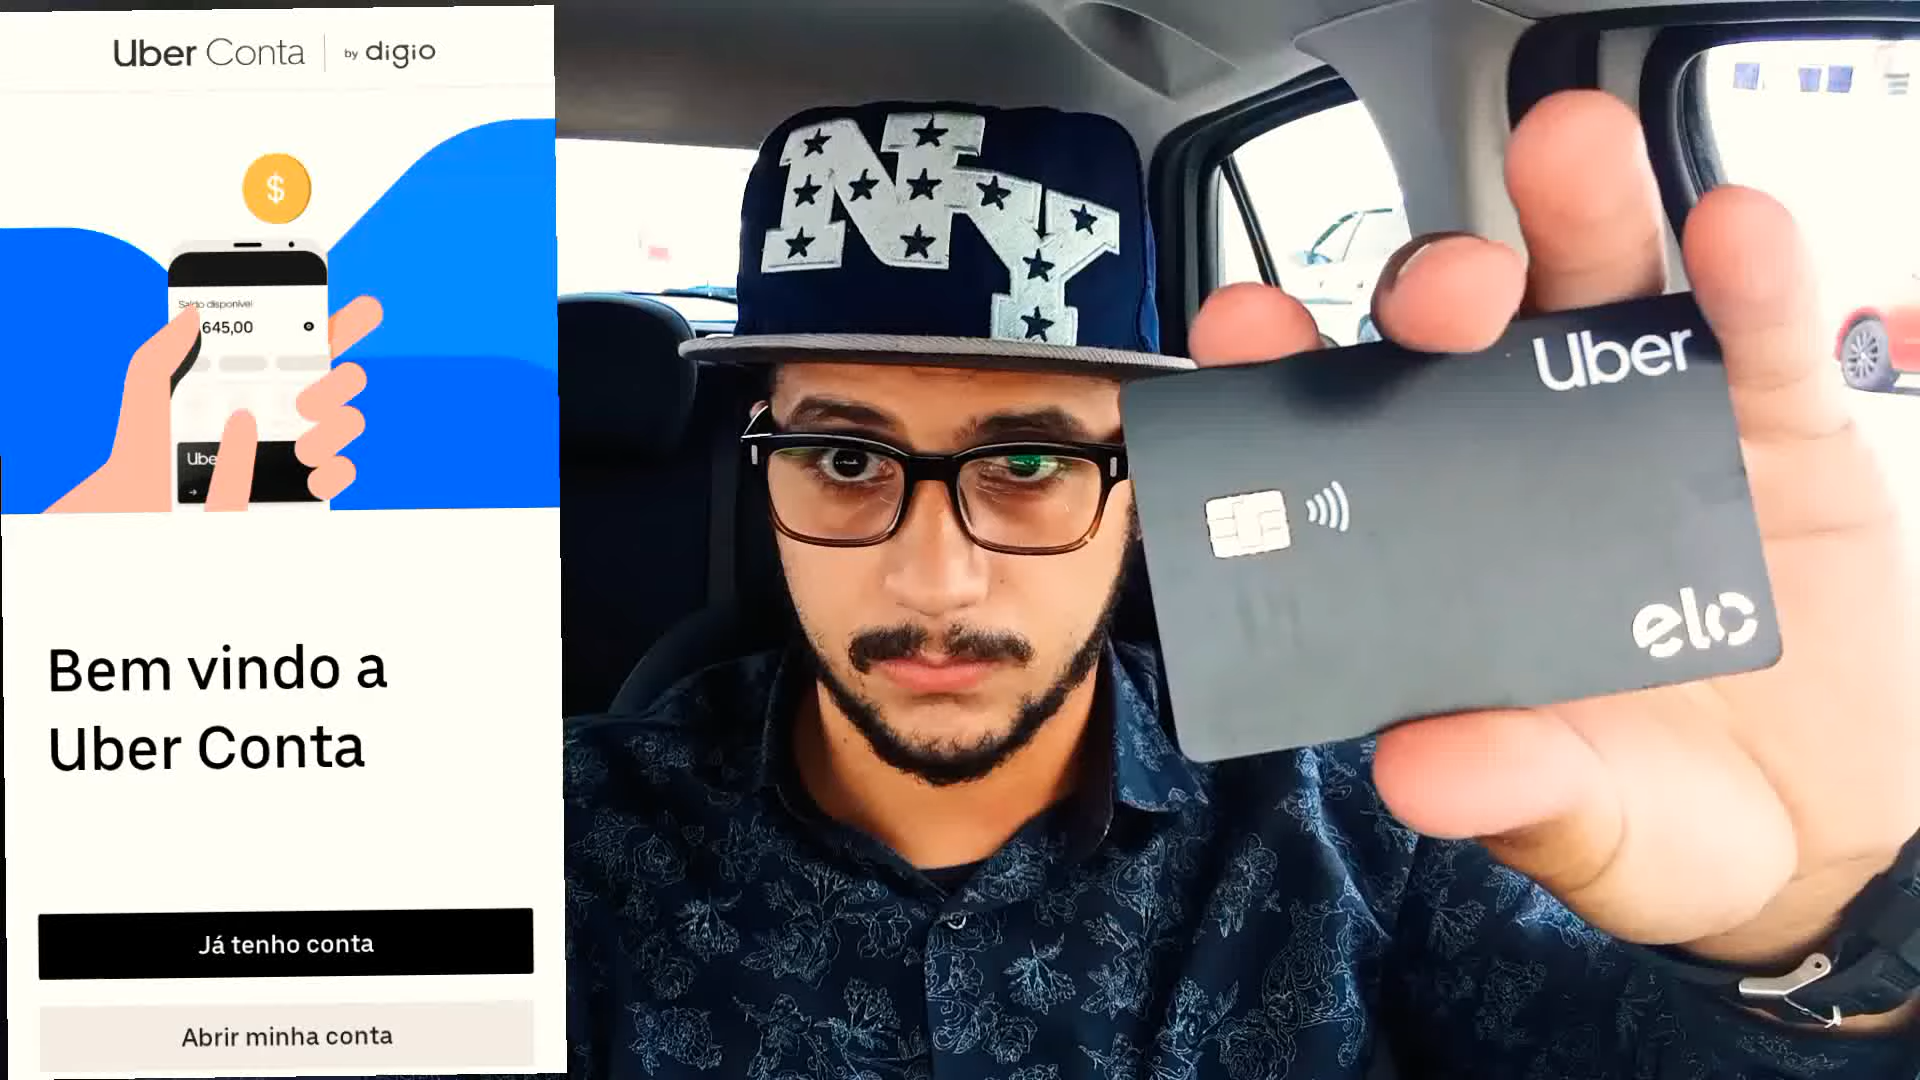 Uber Conta | by digio
$
Saldo disponível
645,00
Ube
Bem vindo a
Uber Conta
Já tenho conta
Abrir minha conta
NY
Uber
elo